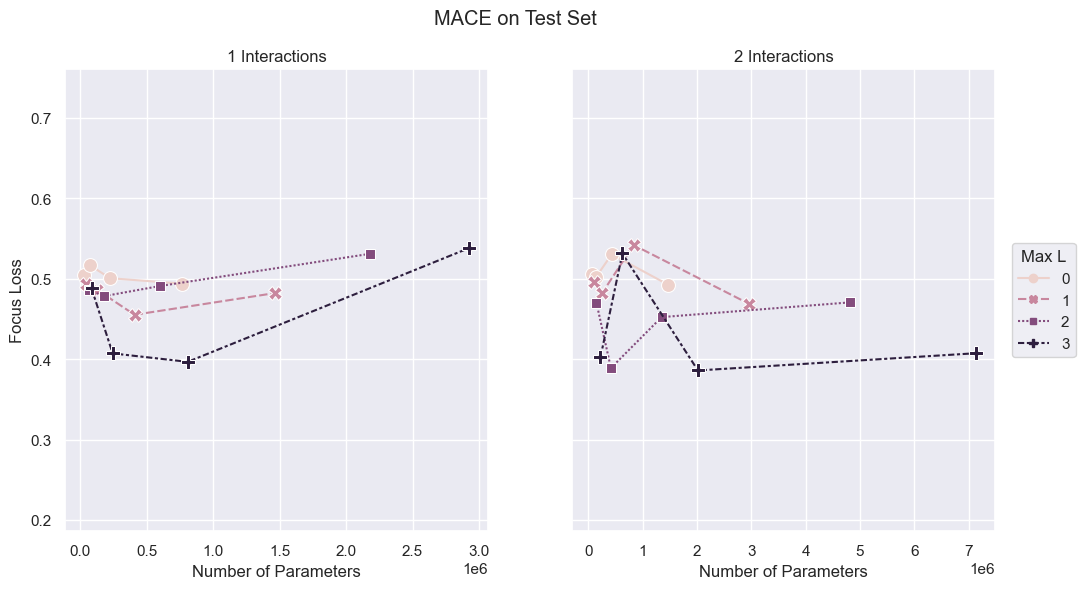 MACE on Test Set
1 Interactions
2 Interactions
Focus Loss
0.7
0.6
0.5
0.4
0.3
0.2
0.0 0.5 1.0 1.5 2.0 2.5 3.0
1e6
Number of Parameters
0 1 2 3 4 5 6 7
1e6
Number of Parameters
Max L
0
1
2
3